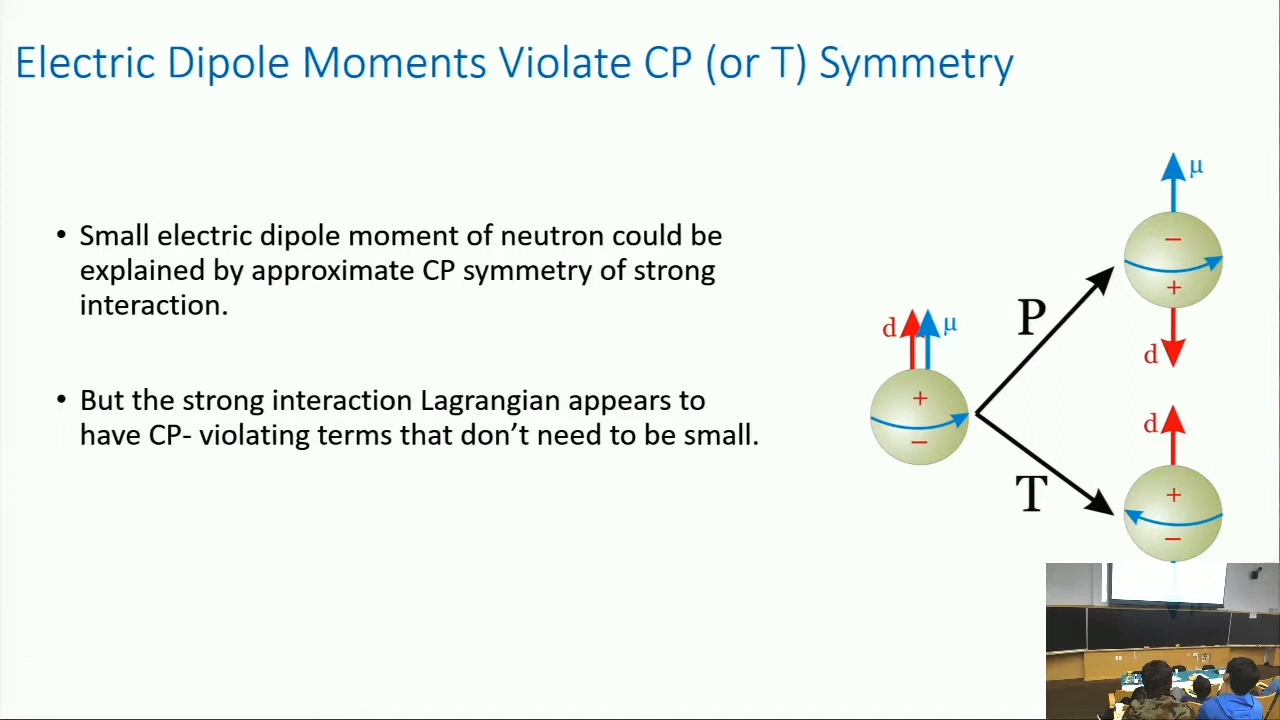 Electric Dipole Moments Violate CP (or T) Symmetry
• Small electric dipole moment of neutron could be
explained by approximate CP symmetry of strong
interaction.
• But the strong interaction Lagrangian appears to
have CP- violating terms that don’t need to be small.
d
μ
+
−
P
T
μ
−
+
d
d
+
−